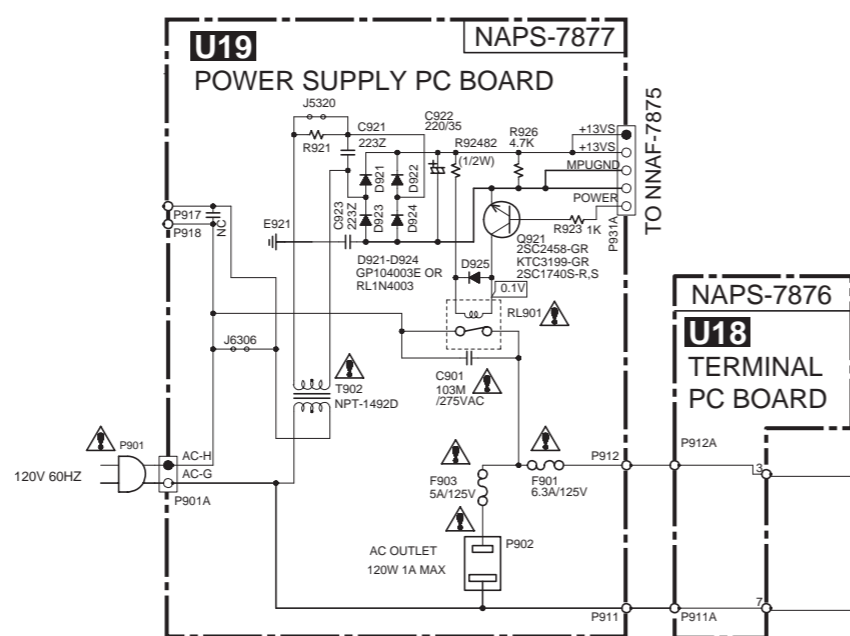 U19
NAPS-7877
POWER SUPPLY PC BOARD
J5320
R921
C921
223Z
C922
220/35
R92482
(1/2W)
R926
4.7K
+13VS
+13VS
MPUGND
POWER
P931A
TO NNAF-7875
D921
D922
D923
D924
C923
223Z
E921
P917
P918
NC
D921-D924
GP104003E OR
RL1N4003
R923 1K
Q921
2SC2458-GR
KTC3199-GR
2SC1740S-R,S
D925
0.1V
RL901
J6306
C901
103M
/275VAC
T902
NPT-1492D
NAPS-7876
U18
TERMINAL
PC BOARD
P901
AC-H
AC-G
120V 60HZ
P901A
F903
5A/125V
F901
6.3A/125V
P912
P912A
3
AC OUTLET
120W 1A MAX
P902
P911
P911A
7